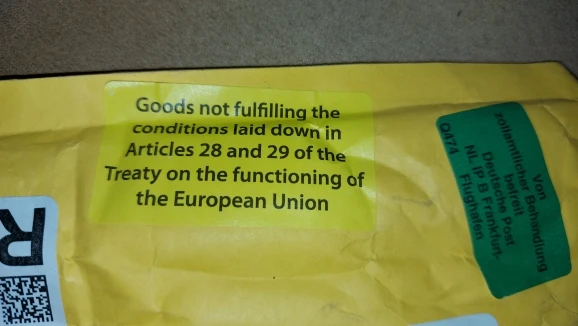 Goods not fulfilling the
conditions laid down in
Articles 28 and 29 of the
Treaty on the functioning of
the European Union
Von
zollamtlicher Behandlung
befreit
Deutsche Post
NL IP B Frankfurt,
Flughafen
O474
R